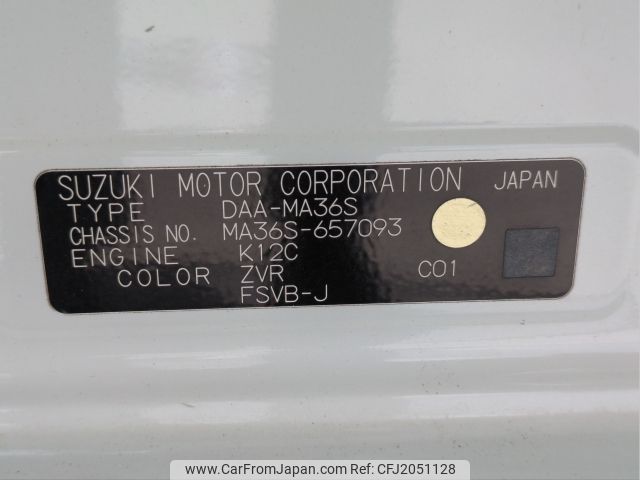 SUZUKI MOTOR CORPORATION JAPAN
TYPE DAA-MA36S
CHASSIS NO. MA36S-657093
ENGINE K12C
COLOR ZVR C01
FSVB-J
www.CarFromJapan.com © CarFromJapan - CFJ2051128